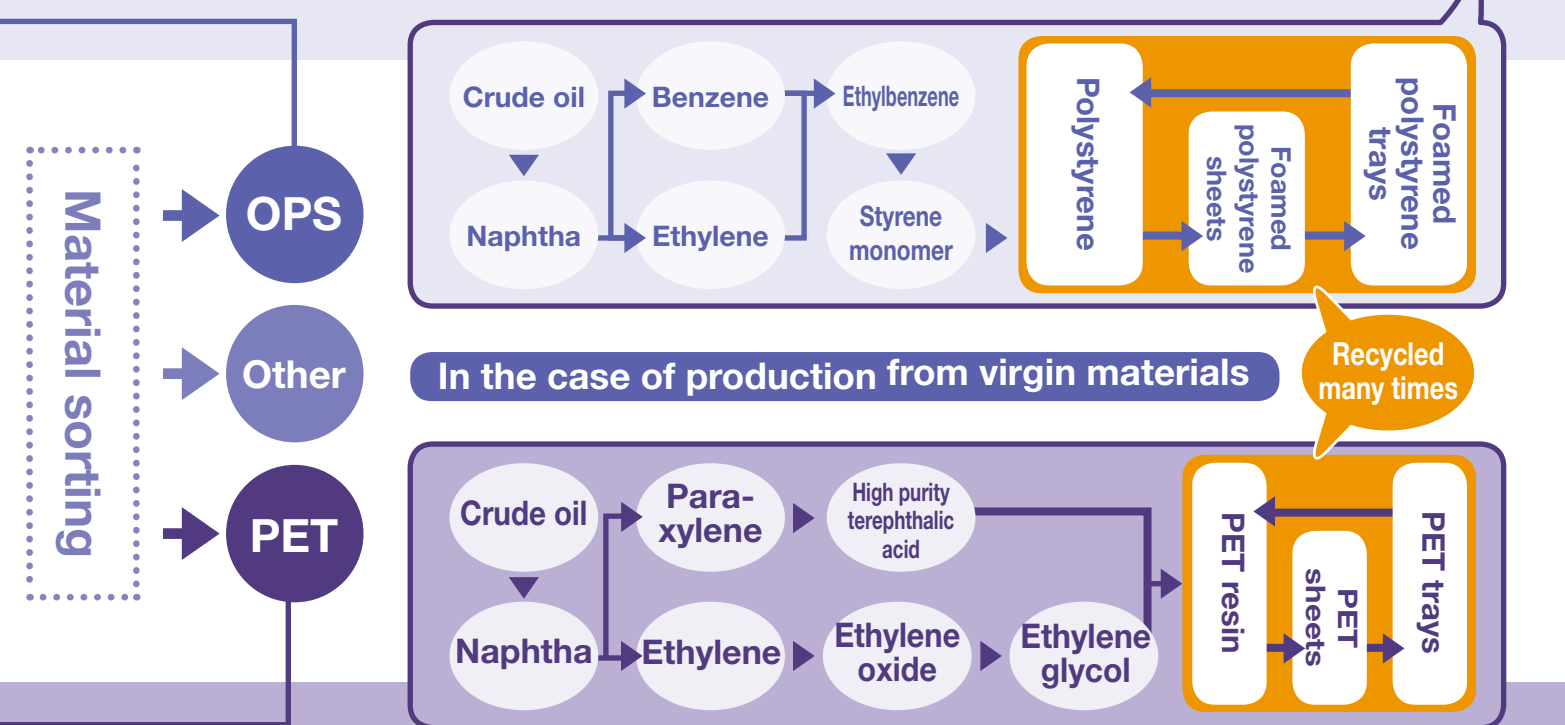 Material sorting
OPS
Other
PET
Crude oil
Benzene
Ethylbenzene
Naphtha
Ethylene
Styrene
monomer
Polystyrene
Foamed
polystyrene
sheets
Foamed
polystyrene
trays
In the case of production from virgin materials
Recycled
many times
Crude oil
Para-
xylene
High purity
terephthalic
acid
Naphtha
Ethylene
Ethylene
oxide
Ethylene
glycol
PET resin
PET
sheets
PET trays